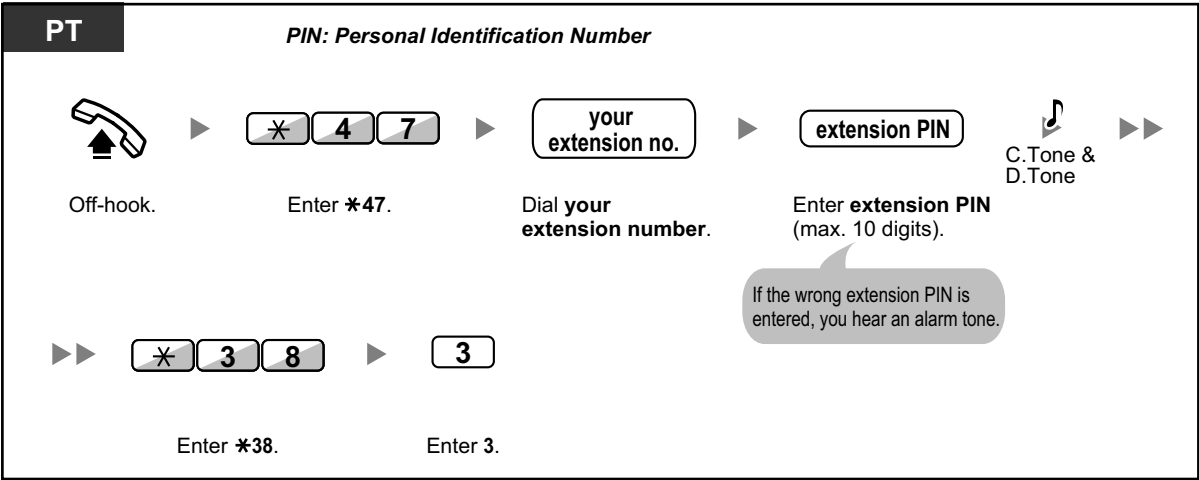 PT
PIN: Personal Identification Number
* 4 7
your
extension no.
extension PIN
C.Tone &
D.Tone
Off-hook.
Enter *47.
Dial your
extension number.
Enter extension PIN
(max. 10 digits).
If the wrong extension PIN is
entered, you hear an alarm tone.
* 3 8
3
Enter *38.
Enter 3.